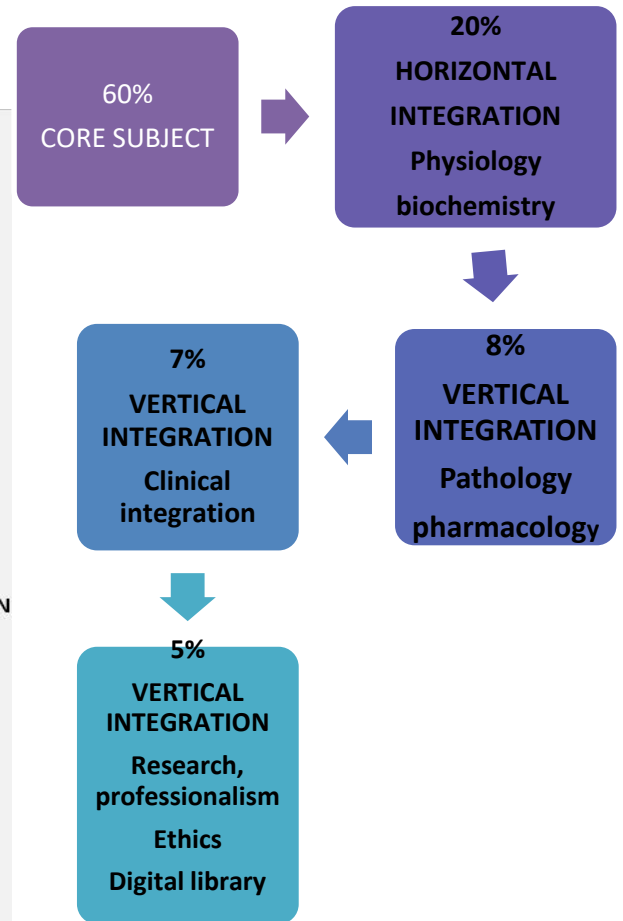 60%
CORE SUBJECT
20%
HORIZONTAL
INTEGRATION
Physiology
biochemistry
8%
VERTICAL
INTEGRATION
Pathology
pharmacology
7%
VERTICAL
INTEGRATION
Clinical
integration
N
5%
VERTICAL
INTEGRATION
Research,
professionalism
Ethics
Digital library